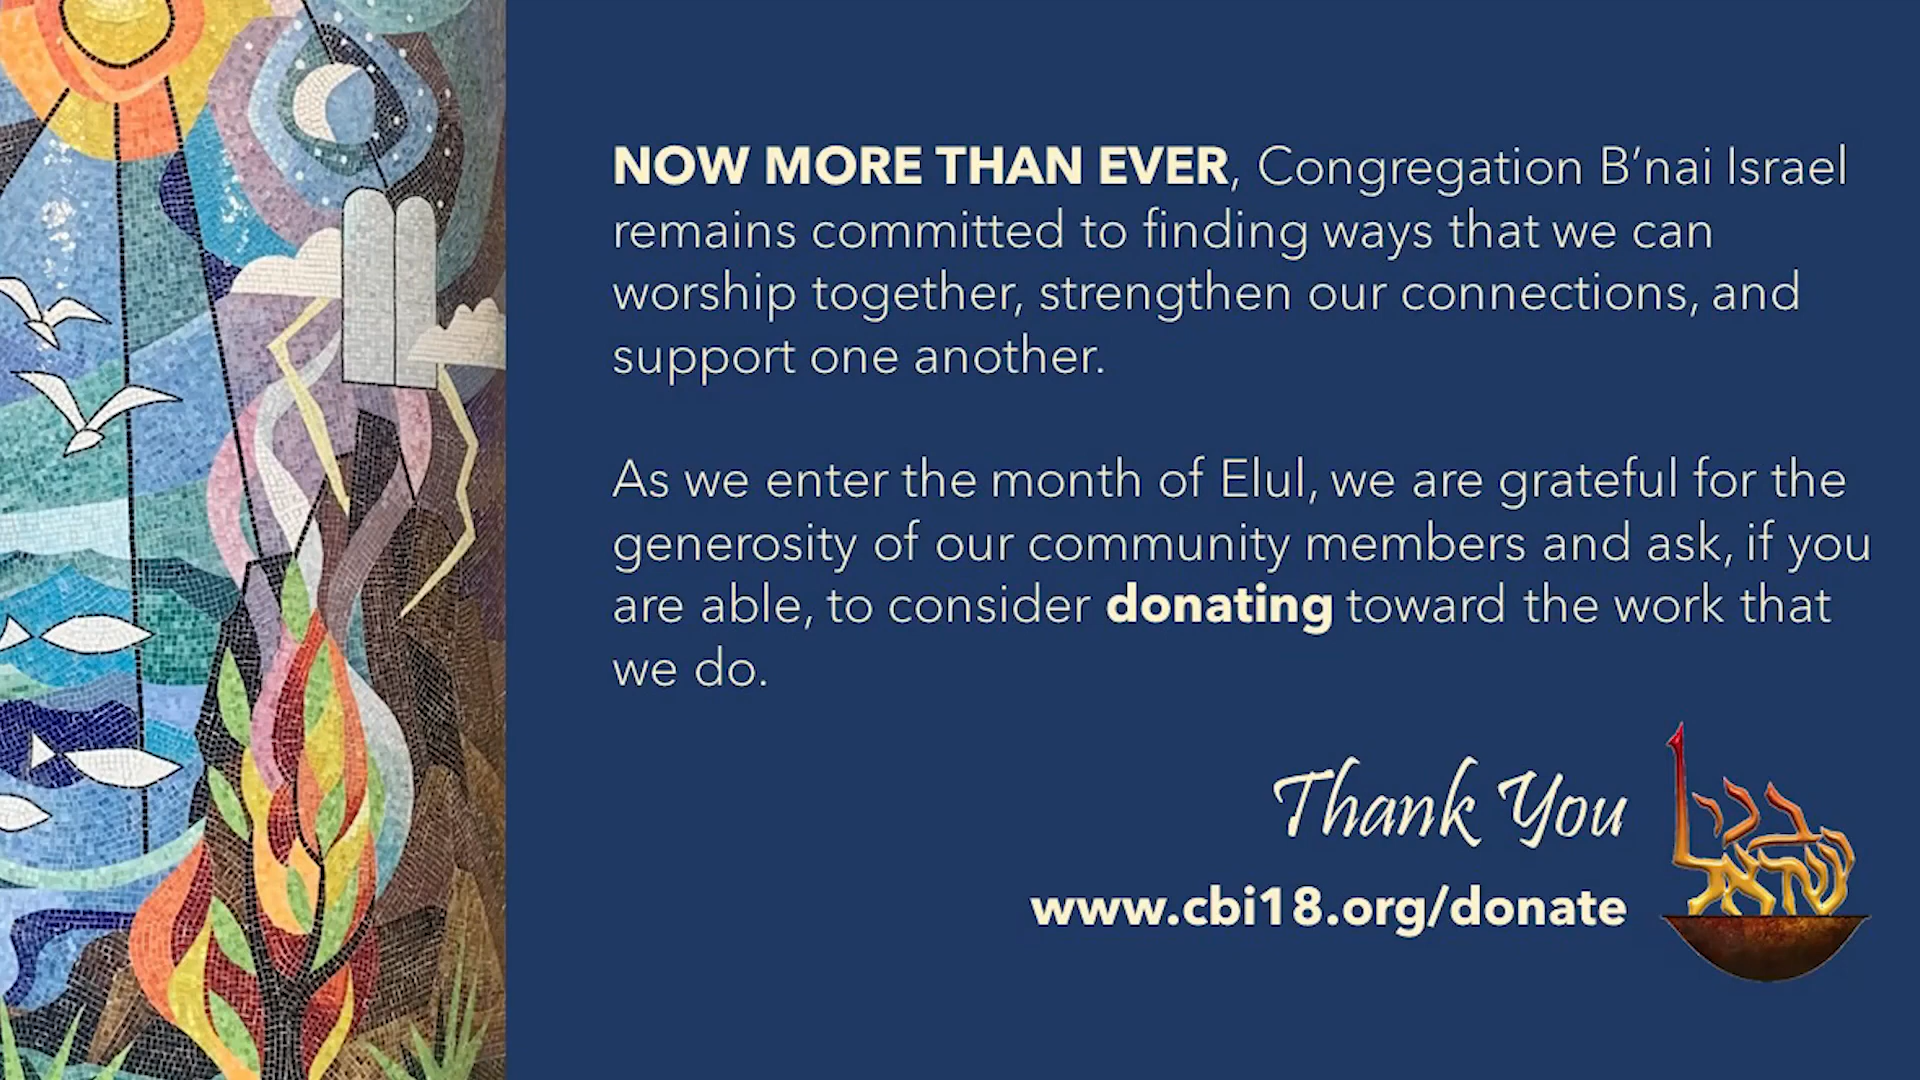 NOW MORE THAN EVER, Congregation B’nai Israel
remains committed to finding ways that we can
worship together, strengthen our connections, and
support one another.
As we enter the month of Elul, we are grateful for the
generosity of our community members and ask, if you
are able, to consider donating toward the work that
we do.
Thank You
בני
ישראל
www.cbi18.org/donate